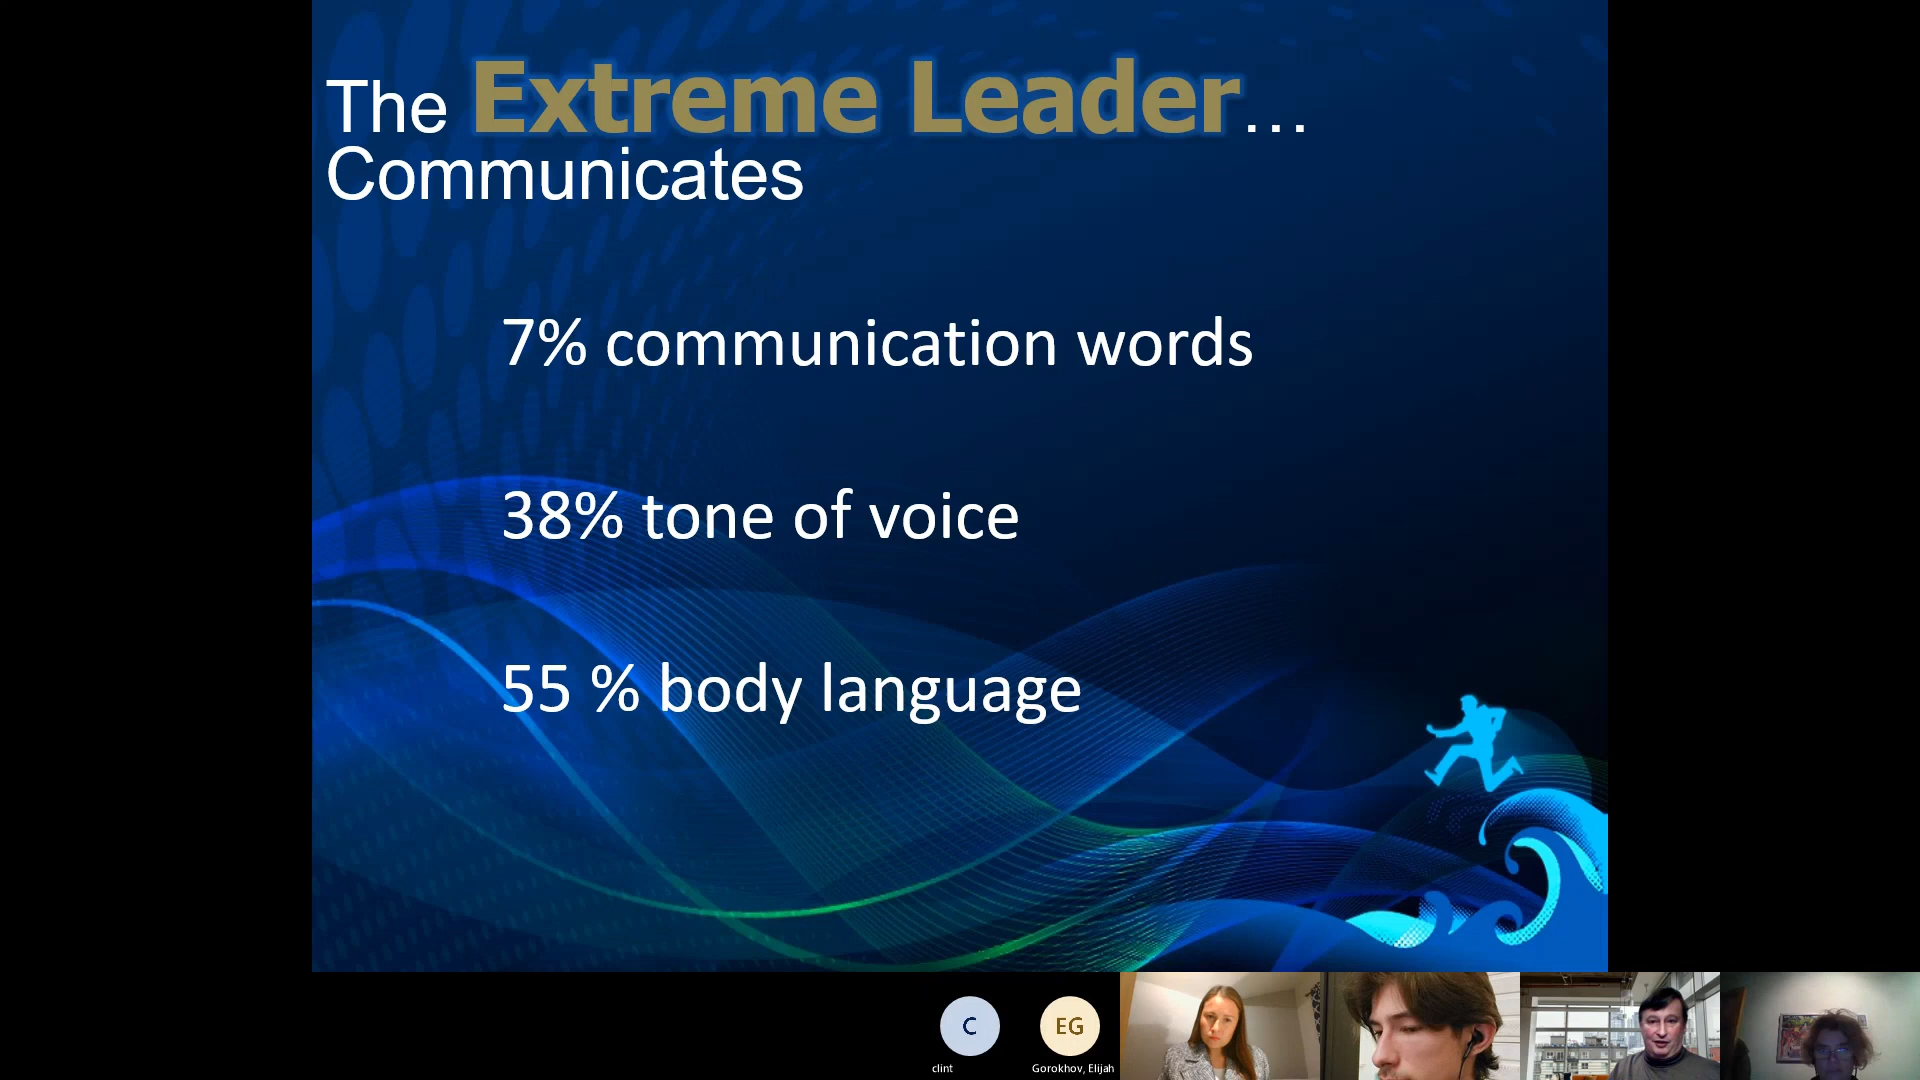 The Extreme Leader...
Communicates
7% communication words
38% tone of voice
55 % body language
C
EG
clint
Gorokhov, Elijah